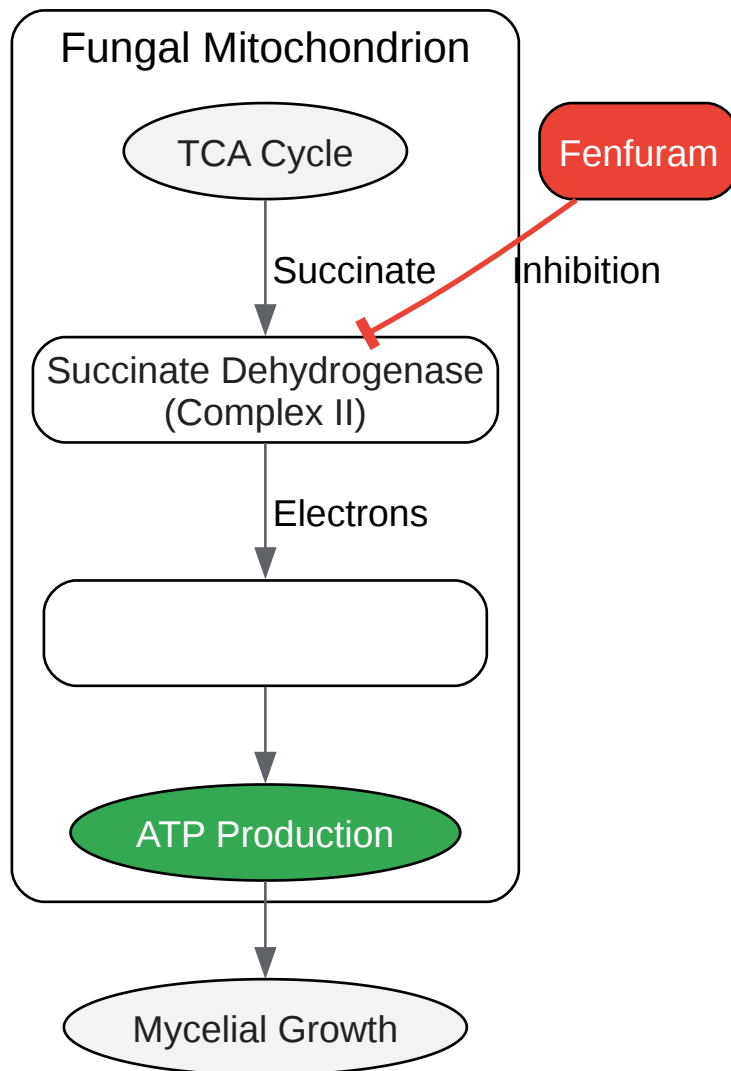 Fungal Mitochondrion
TCA Cycle
Fenfuram
Succinate
Inhibition
Succinate Dehydrogenase
(Complex II)
Electrons
ATP Production
Mycelial Growth